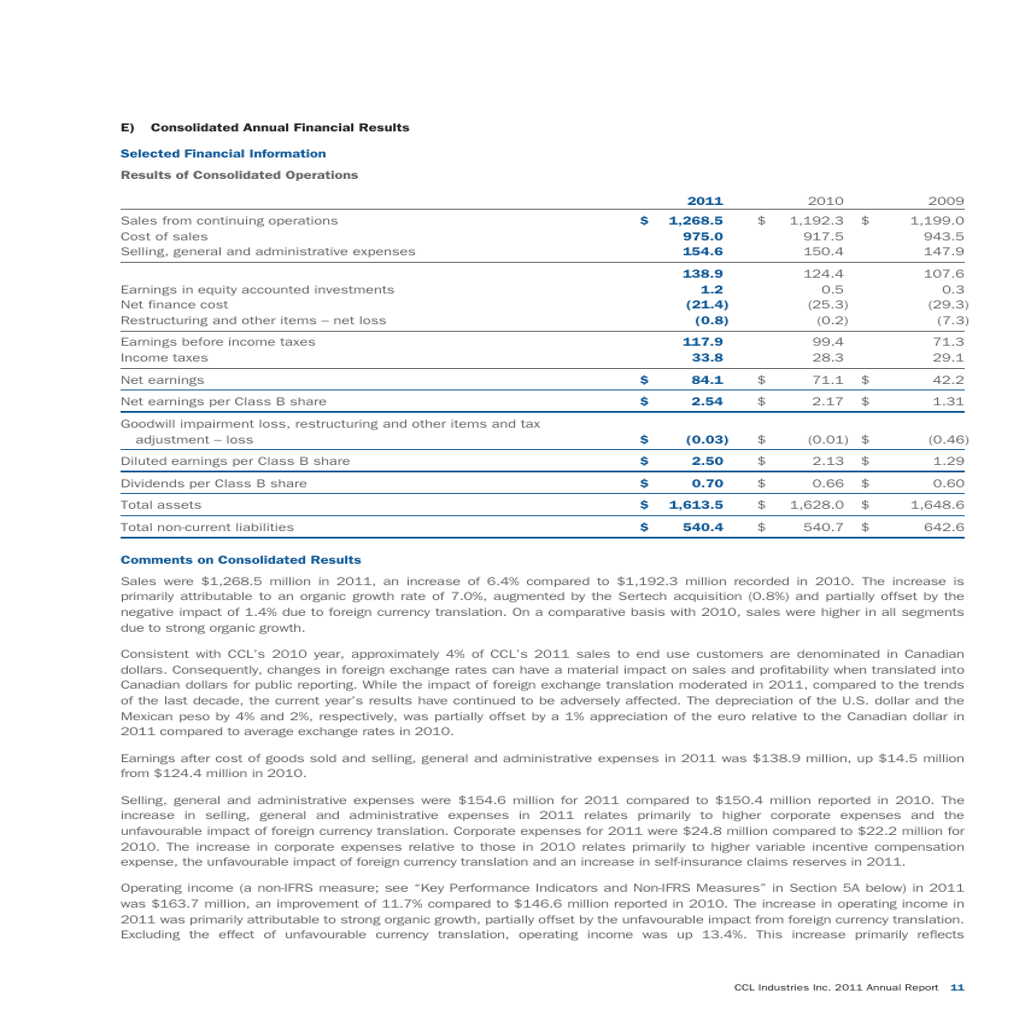 E) Consolidated Annual Financial Results
Selected Financial Information
Results of Consolidated Operations
2011 2010 2009
Sales from continuing operations $ 1,268.5 $ 1,192.3 $ 1,199.0
Cost of sales 975.0 917.5 943.5
Selling, general and administrative expenses 154.6 150.4 147.9
138.9 124.4 107.6
Earnings in equity accounted investments 1.2 0.5 0.3
Net finance cost (21.4) (25.3) (29.3)
Restructuring and other items – net loss (0.8) (0.2) (7.3)
Earnings before income taxes 117.9 99.4 71.3
Income taxes 33.8 28.3 29.1
Net earnings $ 84.1 $ 71.1 $ 42.2
Net earnings per Class B share $ 2.54 $ 2.17 $ 1.31
Goodwill impairment loss, restructuring and other items and tax
adjustment – loss $ (0.03) $ (0.01) $ (0.46)
Diluted earnings per Class B share $ 2.50 $ 2.13 $ 1.29
Dividends per Class B share $ 0.70 $ 0.66 $ 0.60
Total assets $ 1,613.5 $ 1,628.0 $ 1,648.6
Total non-current liabilities $ 540.4 $ 540.7 $ 642.6
Comments on Consolidated Results
Sales were $1,268.5 million in 2011, an increase of 6.4% compared to $1,192.3 million recorded in 2010. The increase is
primarily attributable to an organic growth rate of 7.0%, augmented by the Sertech acquisition (0.8%) and partially offset by the
negative impact of 1.4% due to foreign currency translation. On a comparative basis with 2010, sales were higher in all segments
due to strong organic growth.
Consistent with CCL's 2010 year, approximately 4% of CCL's 2011 sales to end use customers are denominated in Canadian
dollars. Consequently, changes in foreign exchange rates can have a material impact on sales and profitability when translated into
Canadian dollars for public reporting. While the impact of foreign exchange translation moderated in 2011, compared to the trends
of the last decade, the current year's results have continued to be adversely affected. The depreciation of the U.S. dollar and the
Mexican peso by 4% and 2%, respectively, was partially offset by a 1% appreciation of the euro relative to the Canadian dollar in
2011 compared to average exchange rates in 2010.
Earnings after cost of goods sold and selling, general and administrative expenses in 2011 was $138.9 million, up $14.5 million
from $124.4 million in 2010.
Selling, general and administrative expenses were $154.6 million for 2011 compared to $150.4 million reported in 2010. The
increase in selling, general and administrative expenses in 2011 relates primarily to higher corporate expenses and the
unfavourable impact of foreign currency translation. Corporate expenses for 2011 were $24.8 million compared to $22.2 million for
2010. The increase in corporate expenses relative to those in 2010 relates primarily to higher variable incentive compensation
expense, the unfavourable impact of foreign currency translation and an increase in self-insurance claims reserves in 2011.
Operating income (a non-IFRS measure; see “Key Performance Indicators and Non-IFRS Measures” in Section 5A below) in 2011
was $163.7 million, an improvement of 11.7% compared to $146.6 million reported in 2010. The increase in operating income in
2011 was primarily attributable to strong organic growth, partially offset by the unfavourable impact from foreign currency translation.
Excluding the effect of unfavourable currency translation, operating income was up 13.4%. This increase primarily reflects
CCL Industries Inc. 2011 Annual Report 11